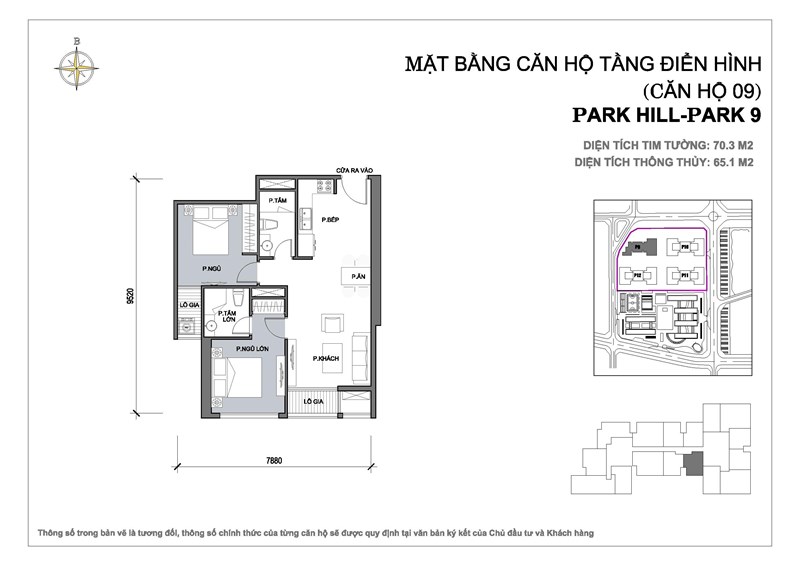 B
MẶT BẰNG CĂN HỘ TẦNG ĐIỂN HÌNH
(CĂN HỘ 09)
PARK HILL-PARK 9
DIỆN TÍCH TIM TƯỜNG: 70.3 M2
DIỆN TÍCH THÔNG THỦY: 65.1 M2
CỬA RA VÀO
P.TẮM
P.BẾP
P.NGỦ
P.ĂN
LÔ GIA
P.TẮM
LỚN
P.NGỦ LỚN
P.KHÁCH
LÔ GIA
9520
7880
P9
P10
P12
P11
Thông số trong bản vẽ là tương đối, thông số chính thức của từng căn hộ sẽ được quy định tại văn bản ký kết của Chủ đầu tư và Khách hàng